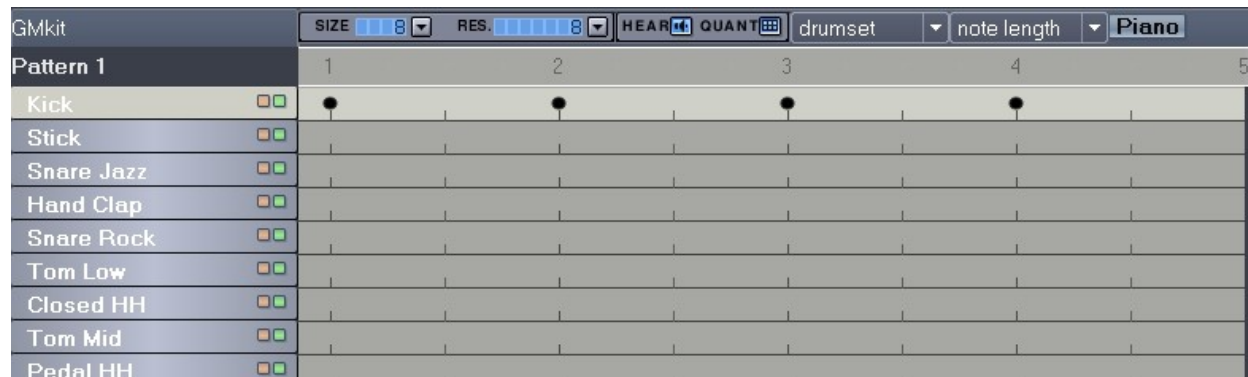 GMkit SIZE 8 RES. 8 HEAR QUANT drumset note length Piano
Pattern 1 1 2 3 4 5
Kick
Stick
Snare Jazz
Hand Clap
Snare Rock
Tom Low
Closed HH
Tom Mid
Pedal HH